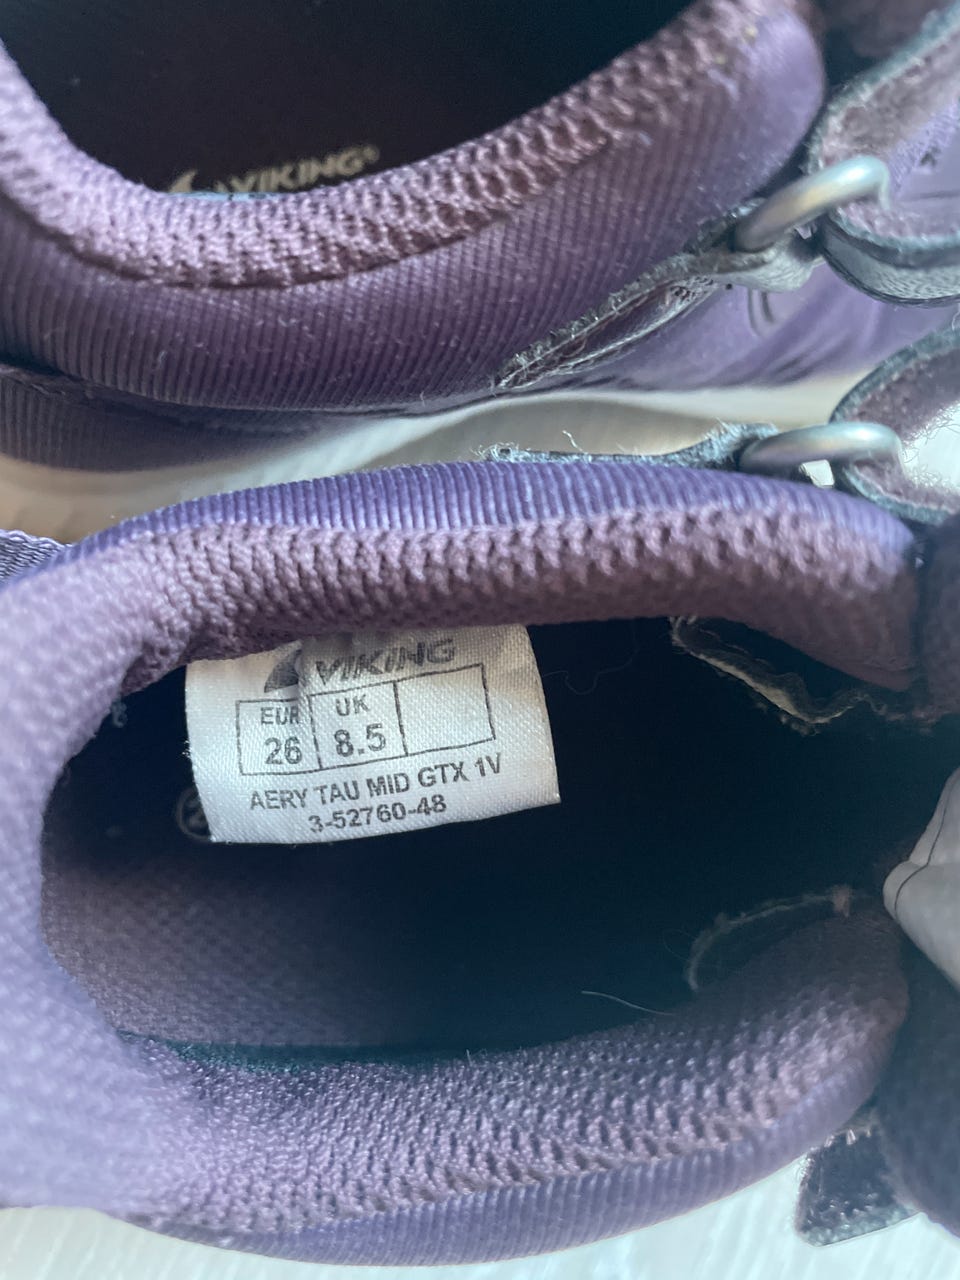 VIKING®
VIKING
EUR UK
26 8.5
AERY TAU MID GTX 1V
3-52760-48